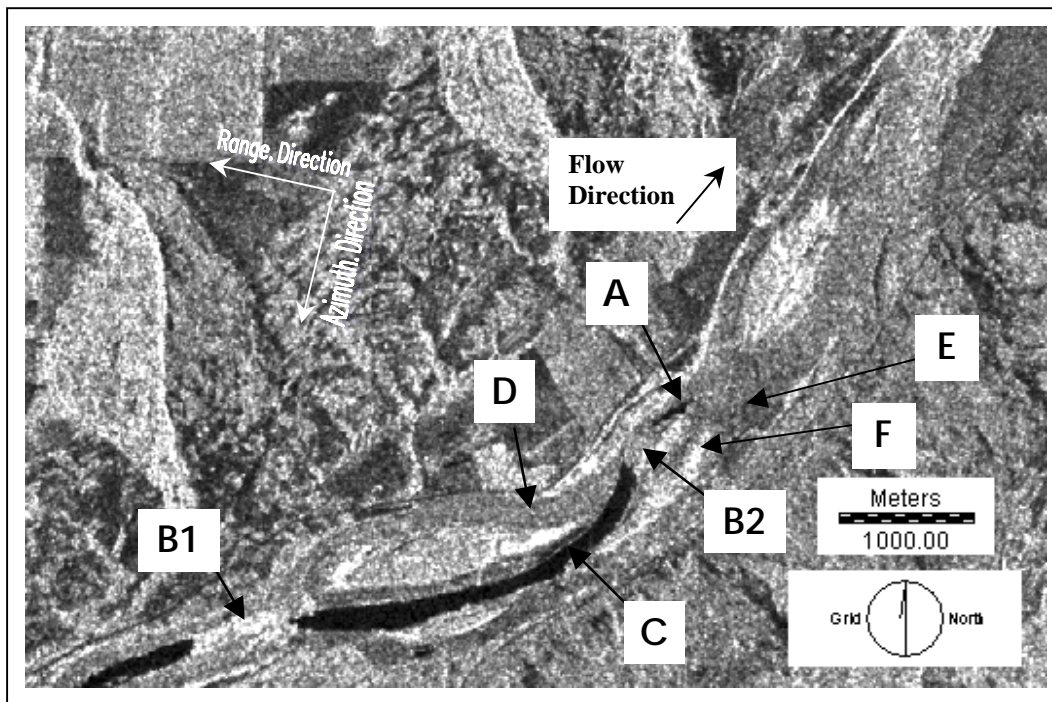 Range. Direction
Azimuth. Direction
Flow
Direction
A
E
D
F
B1
B2
Meters
1000.00
C
Grid North